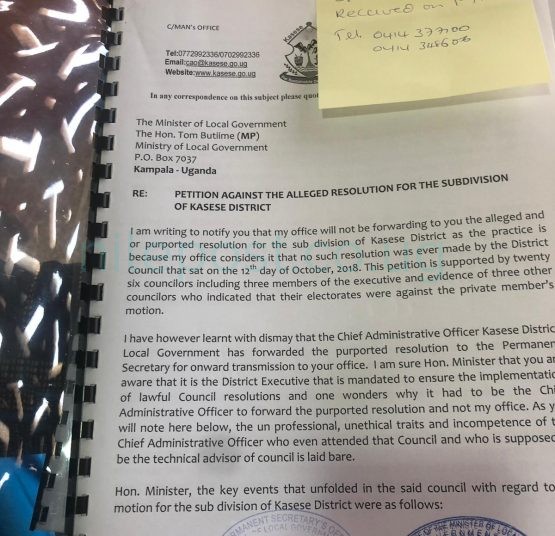 Received on
Tel. 0414 377100
0414 348606
C/MAN'S OFFICE
Tel:0772992336/0702992336
Email:cao@kasese.go.ug
Website:www.kasese.go.ug
Kasese
In any correspondence on this subject please quot
The Minister of Local Government
The Hon. Tom Butiime (MP)
Ministry of Local Government
P.O. Box 7037
Kampala - Uganda
RE: PETITION AGAINST THE ALLEGED RESOLUTION FOR THE SUBDIVISION
OF KASESE DISTRICT
I am writing to notify you that my office will not be forwarding to you the alleged and
or purported resolution for the sub division of Kasese District as the practice is
because my office considers that no such resolution was ever made by the District
Council that sat on the 12th day of October, 2018. This petition is supported by twenty
six councilors including three members of the executive and evidence of three other
councilors who indicated that their electorates were against the private member's
motion.
I have however learnt with dismay that the Chief Administrative Officer Kasese Distric
Local Government has forwarded the purported resolution to the Permanen
Secretary for onward transmission to your office. I am sure Hon. Minister that you ar
aware that it is the District Executive that is mandated to ensure the implementatio
of lawful Council resolutions and one wonders why it had to be the Chi
Administrative Officer to forward the purported resolution and not my office. As y
will note here below, the un professional, unethical traits and incompetence of t
Chief Administrative Officer who even attended that Council and who is supposed
be the technical advisor of council is laid bare.
Hon. Minister, the key events that unfolded in the said council with regard to
motion for the sub division of Kasese District were as follows:
MANENT SECRETARY'S OF
OF LOCAL GOVERN
OF THE MINISTER OF LOCA